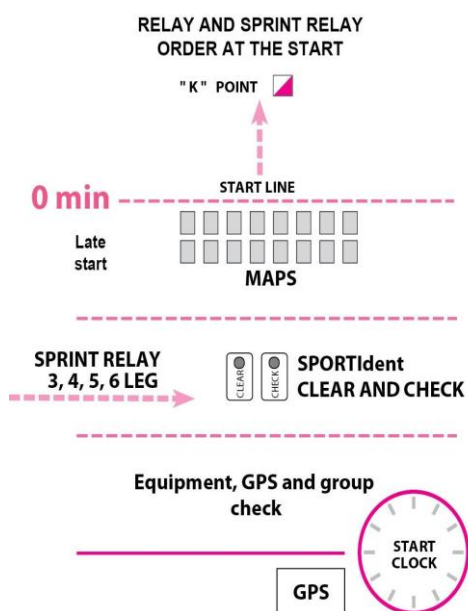 RELAY AND SPRINT RELAY
ORDER AT THE START
"K" POINT
START LINE
0 min
Late
start
MAPS
SPRINT RELAY
3, 4, 5, 6 LEG
CLEAR
CHECK
SPORTIdent
CLEAR AND CHECK
Equipment, GPS and group
check
START
CLOCK
GPS